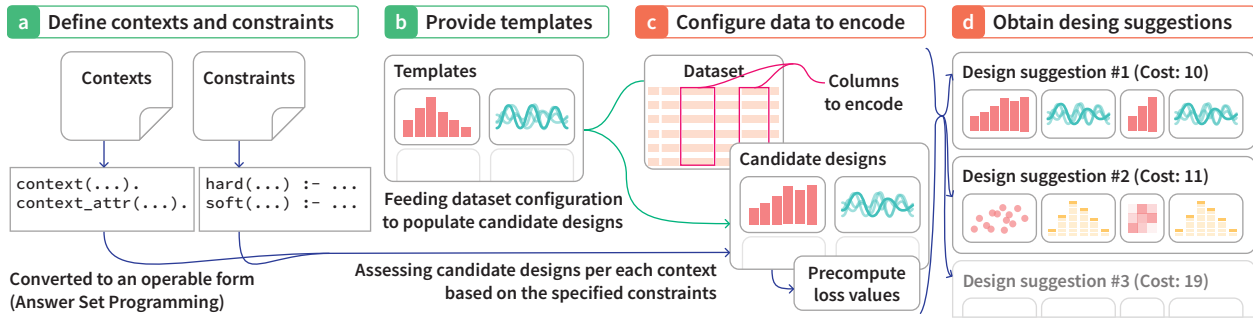 a Define contexts and constraints
Contexts
Constraints
context(...).
context_attr(...).
hard(...) :- ...
soft(...) :- ...
Converted to an operable form
(Answer Set Programming)
b Provide templates
Templates
Feeding dataset configuration
to populate candidate designs
Assessing candidate designs per each context
based on the specified constraints
c Configure data to encode
Dataset
Columns
to encode
Candidate designs
Precompute
loss values
d Obtain desing suggestions
Design suggestion #1 (Cost: 10)
Design suggestion #2 (Cost: 11)
Design suggestion #3 (Cost: 19)